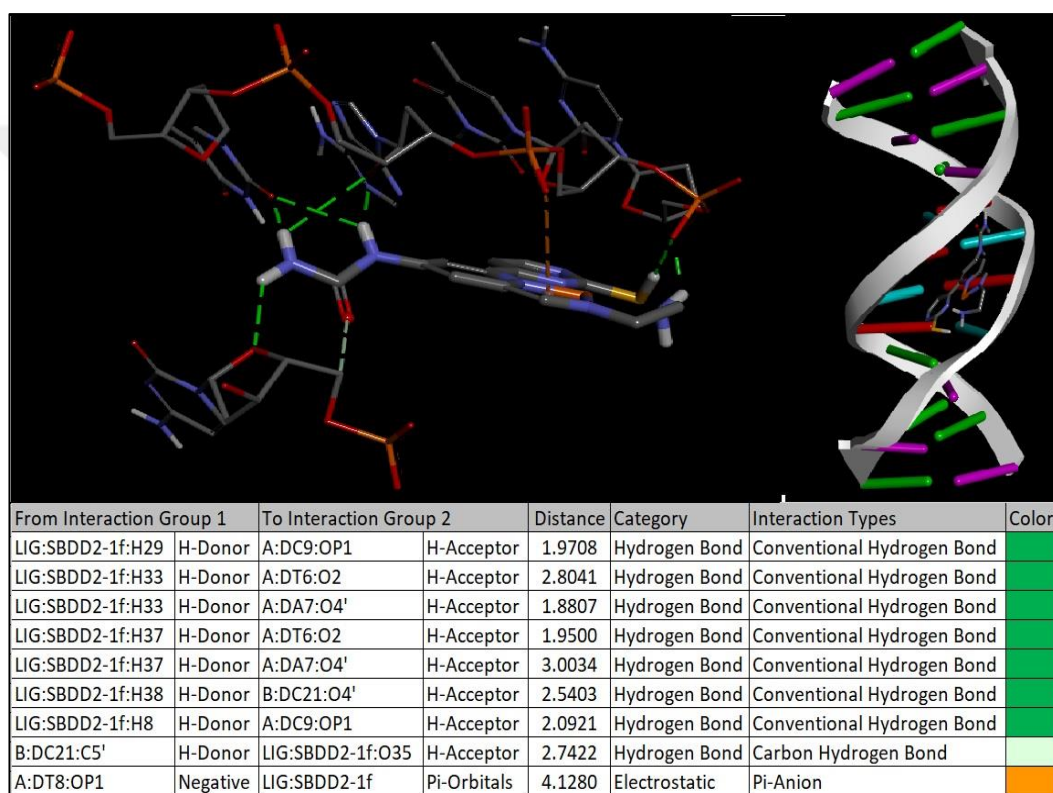 From Interaction Group 1 To Interaction Group 2 Distance Category Interaction Types Color
LIG:SBDD2-1f:H29 H-Donor A:DC9:OP1 H-Acceptor 1.9708 Hydrogen Bond Conventional Hydrogen Bond
LIG:SBDD2-1f:H33 H-Donor A:DT6:O2 H-Acceptor 2.8041 Hydrogen Bond Conventional Hydrogen Bond
LIG:SBDD2-1f:H33 H-Donor A:DA7:O4' H-Acceptor 1.8807 Hydrogen Bond Conventional Hydrogen Bond
LIG:SBDD2-1f:H37 H-Donor A:DT6:O2 H-Acceptor 1.9500 Hydrogen Bond Conventional Hydrogen Bond
LIG:SBDD2-1f:H37 H-Donor A:DA7:O4' H-Acceptor 3.0034 Hydrogen Bond Conventional Hydrogen Bond
LIG:SBDD2-1f:H38 H-Donor B:DC21:O4' H-Acceptor 2.5403 Hydrogen Bond Conventional Hydrogen Bond
LIG:SBDD2-1f:H8 H-Donor A:DC9:OP1 H-Acceptor 2.0921 Hydrogen Bond Conventional Hydrogen Bond
B:DC21:C5' H-Donor LIG:SBDD2-1f:O35 H-Acceptor 2.7422 Hydrogen Bond Carbon Hydrogen Bond
A:DT8:OP1 Negative LIG:SBDD2-1f Pi-Orbitals 4.1280 Electrostatic Pi-Anion